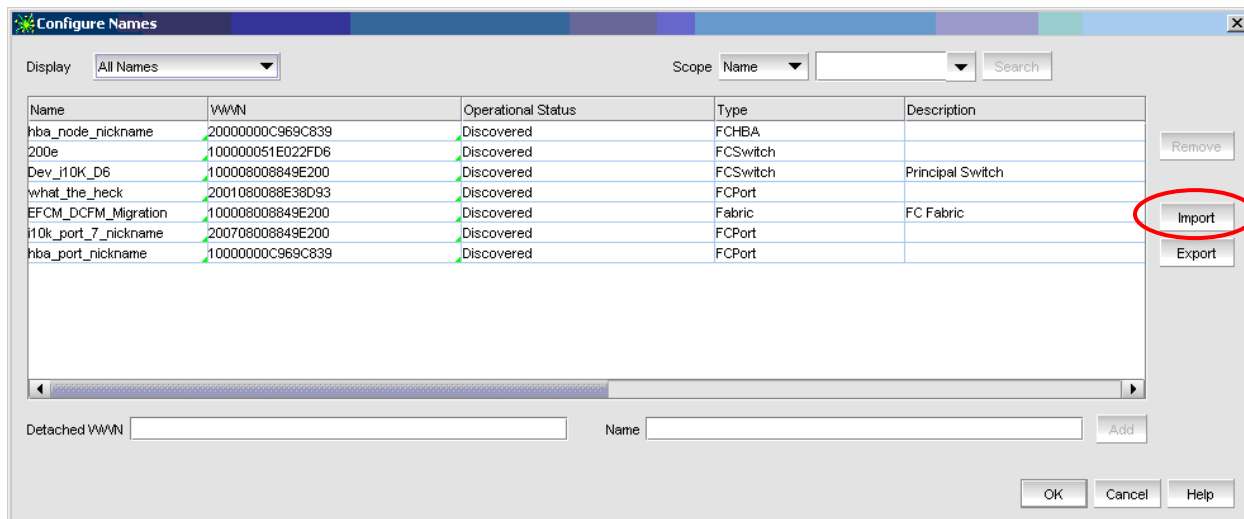 Configure Names
Display All Names Scope Name Search
Name WWN Operational Status Type Description
hba_node_nickname 20000000C969C839 Discovered FCHBA
200e 100000051E022FD6 Discovered FCSwitch
Dev_i10K_D6 100008008849E200 Discovered FCSwitch Principal Switch
what_the_heck 2001080088E38D93 Discovered FCPort
EFCM_DCFM_Migration 100008008849E200 Discovered Fabric FC Fabric
i10k_port_7_nickname 200708008849E200 Discovered FCPort
hba_port_nickname 10000000C969C839 Discovered FCPort
Remove
Import
Export
Detached WWN Name Add
OK Cancel Help